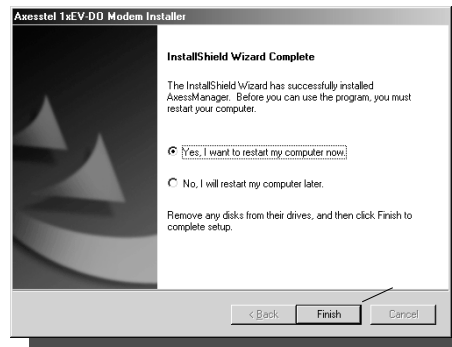 Axesstel 1xEV-DO Modem Installer
InstallShield Wizard Complete
The InstallShield Wizard has successfully installed
AxessManager. Before you can use the program, you must
restart your computer.
Yes, I want to restart my computer now.
No, I will restart my computer later.
Remove any disks from their drives, and then click Finish to
complete setup.
< Back Finish Cancel